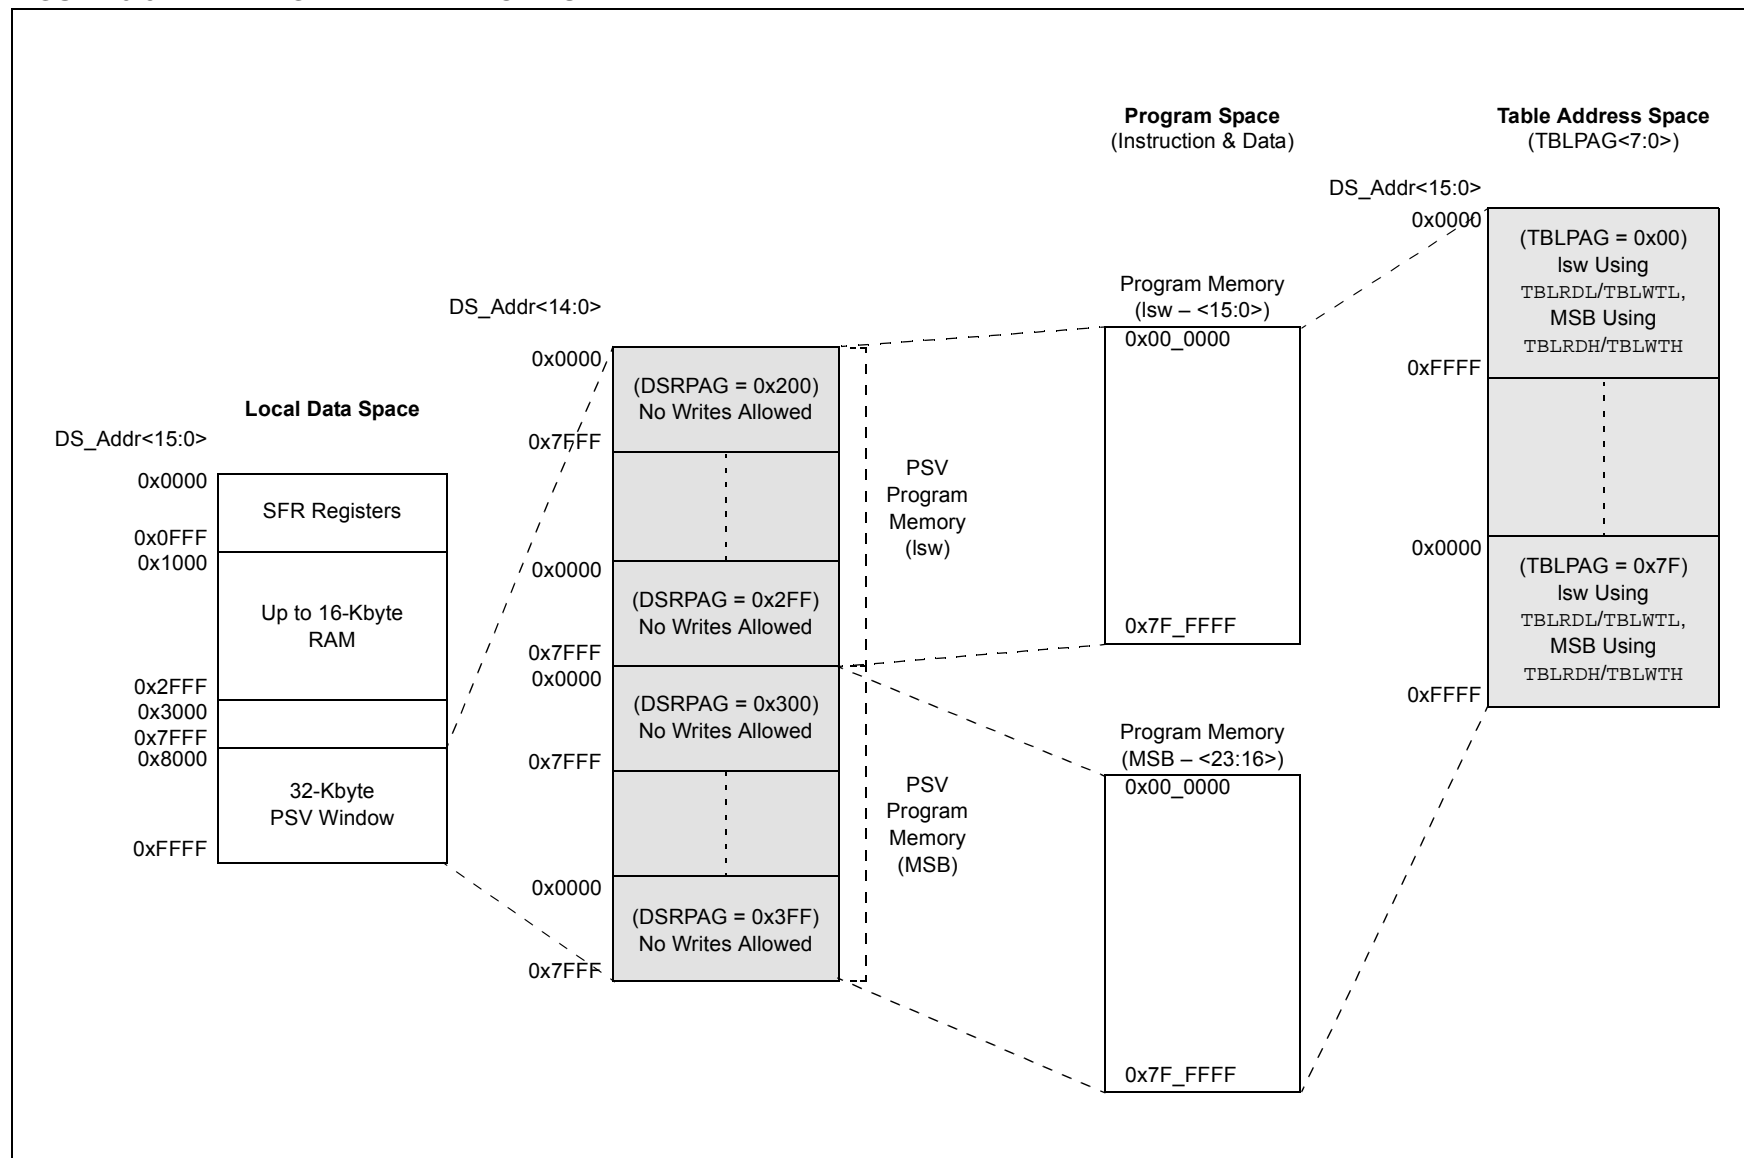 Local Data Space
DS_Addr<15:0>
0x0000
SFR Registers
0x0FFF
0x1000
Up to 16-Kbyte
RAM
0x2FFF
0x3000
0x7FFF
0x8000
32-Kbyte
PSV Window
0xFFFF
DS_Addr<14:0>
0x0000
(DSRPAG = 0x200)
No Writes Allowed
0x7FFF
0x0000
(DSRPAG = 0x2FF)
No Writes Allowed
0x7FFF
0x0000
(DSRPAG = 0x300)
No Writes Allowed
0x7FFF
0x0000
(DSRPAG = 0x3FF)
No Writes Allowed
0x7FFF
PSV
Program
Memory
(lsw)
PSV
Program
Memory
(MSB)
Program Space
(Instruction & Data)
Program Memory
(lsw – <15:0>)
0x00_0000
0x7F_FFFF
Program Memory
(MSB – <23:16>)
0x00_0000
0x7F_FFFF
Table Address Space
(TBLPAG<7:0>)
DS_Addr<15:0>
0x0000
(TBLPAG = 0x00)
lsw Using
TBLRDL/TBLWTL,
MSB Using
TBLRDH/TBLWTH
0xFFFF
0x0000
(TBLPAG = 0x7F)
lsw Using
TBLRDL/TBLWTL,
MSB Using
TBLRDH/TBLWTH
0xFFFF